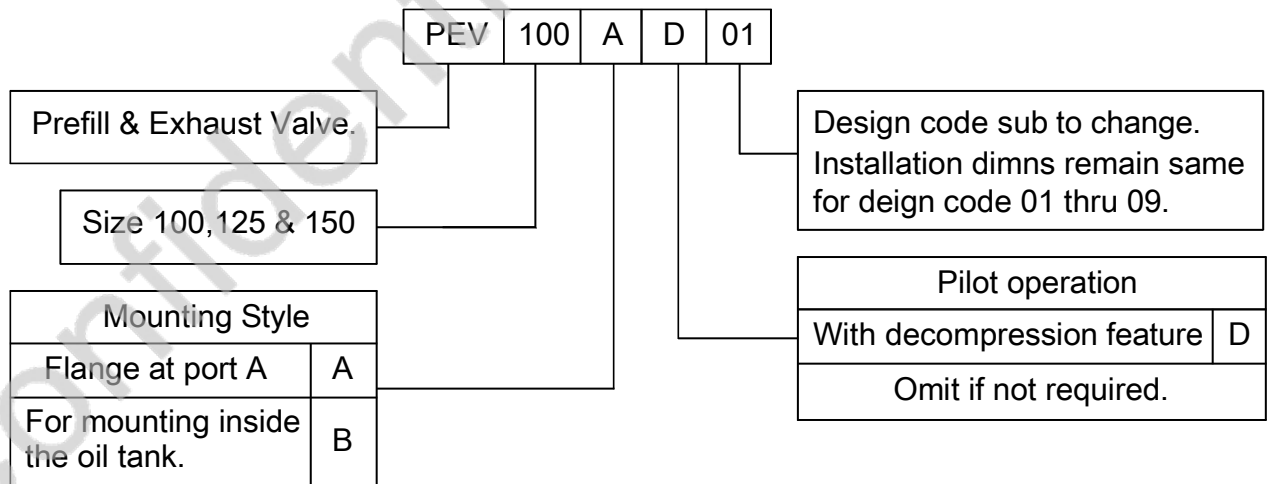 PEV 100 A D 01
Prefill & Exhaust Valve.
Size 100,125 & 150
Mounting Style
Flange at port A A
For mounting inside
the oil tank. B
Design code sub to change.
Installation dimns remain same
for deign code 01 thru 09.
Pilot operation
With decompression feature D
Omit if not required.